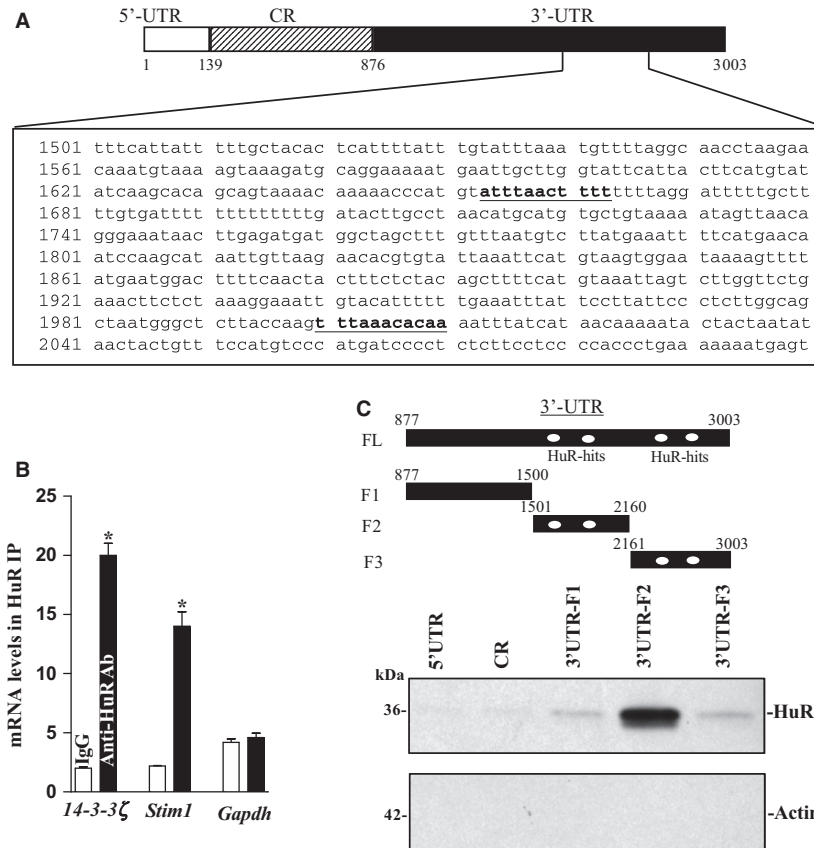 A
5'-UTR CR 3'-UTR
1 139 876 3003
1501 tttcattatt tttgctacac tcattttatt tgtatttaaa tgttttaggc aacctaagaa
1561 caaatgtaaa agtaaagatg caggaaaaat gaattgcttg gtattcatta cttcatgtat
1621 atcaagcaca gcagtaaaac aaaaacccat gtatttaact tttttttagg atttttgctt
1681 ttgtgatttt tttttttttg atacttgcct aacatgcatg tgctgtaaaa atagttaaca
1741 gggaaataac ttgagatgat ggctagcttt gtttaatgtc ttatgaaatt ttcatgaaca
1801 atccaagcat aattgttaag aacacgtgta ttaaattcat gtaagtggaa taaaagtttt
1861 atgaatggac ttttcaacta ctttctctac agcttttcat gtaaattagt cttggttctg
1921 aaacttctct aaaggaaatt gtacattttt tgaaatttat tccttattcc ctcttggcag
1981 ctaatgggct cttaccaagt ttaaacacaa aatttatcat aacaaaaata ctactaatat
2041 aactactgtt tccatgtccc atgatcccct ctcttcctcc ccaccctgaa aaaaatgagt
B
mRNA levels in HuR IP
25
20
15
10
5
0
* *
IgG
Anti-HuR Ab
14-3-3ζ Stim1 Gapdh
C
3'-UTR
877 3003
FL
HuR-hits HuR-hits
877 1500
F1
1501 2160
F2
2161 3003
F3
5'UTR CR 3'UTR-F1 3'UTR-F2 3'UTR-F3
kDa
36- -HuR
42- -Actin